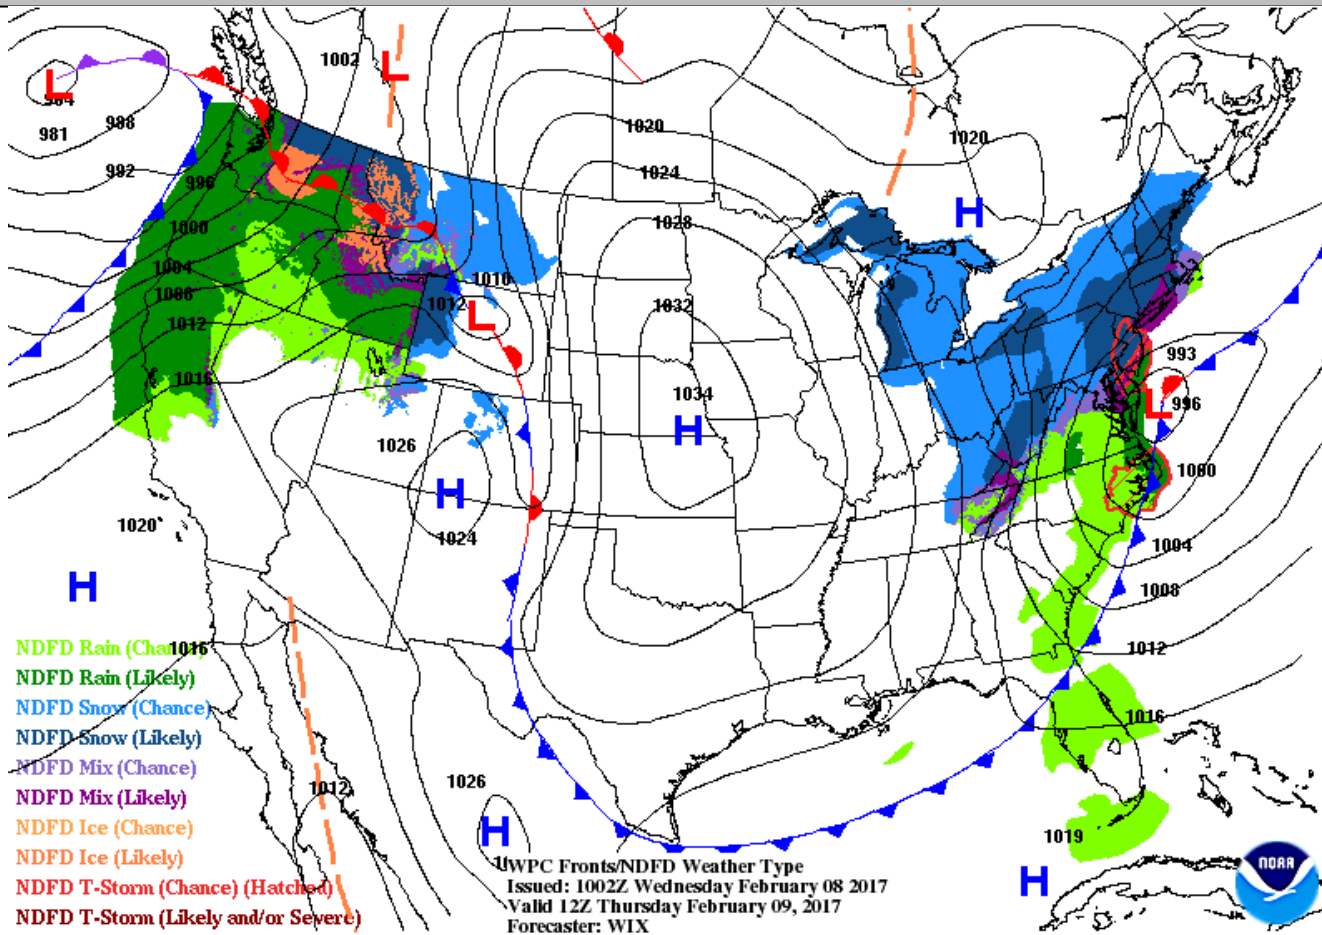 1002
L
L
984
981
988
992
996
1000
1004
1008
1012
1016
1020
1024
1028
1032
1034
H
1020
H
1010
1012
L
993
L
996
1000
1004
1008
1012
1016
1026
H
1024
1020
H
1016
1012
1026
H
1019
H
NDFD Rain (Chance)
NDFD Rain (Likely)
NDFD Snow (Chance)
NDFD Snow (Likely)
NDFD Mix (Chance)
NDFD Mix (Likely)
NDFD Ice (Chance)
NDFD Ice (Likely)
NDFD T-Storm (Chance) (Hatched)
NDFD T-Storm (Likely and/or Severe)
WPC Fronts/NDFD Weather Type
Issued: 1002Z Wednesday February 08 2017
Valid 12Z Thursday February 09, 2017
Forecaster: WIX
NOAA